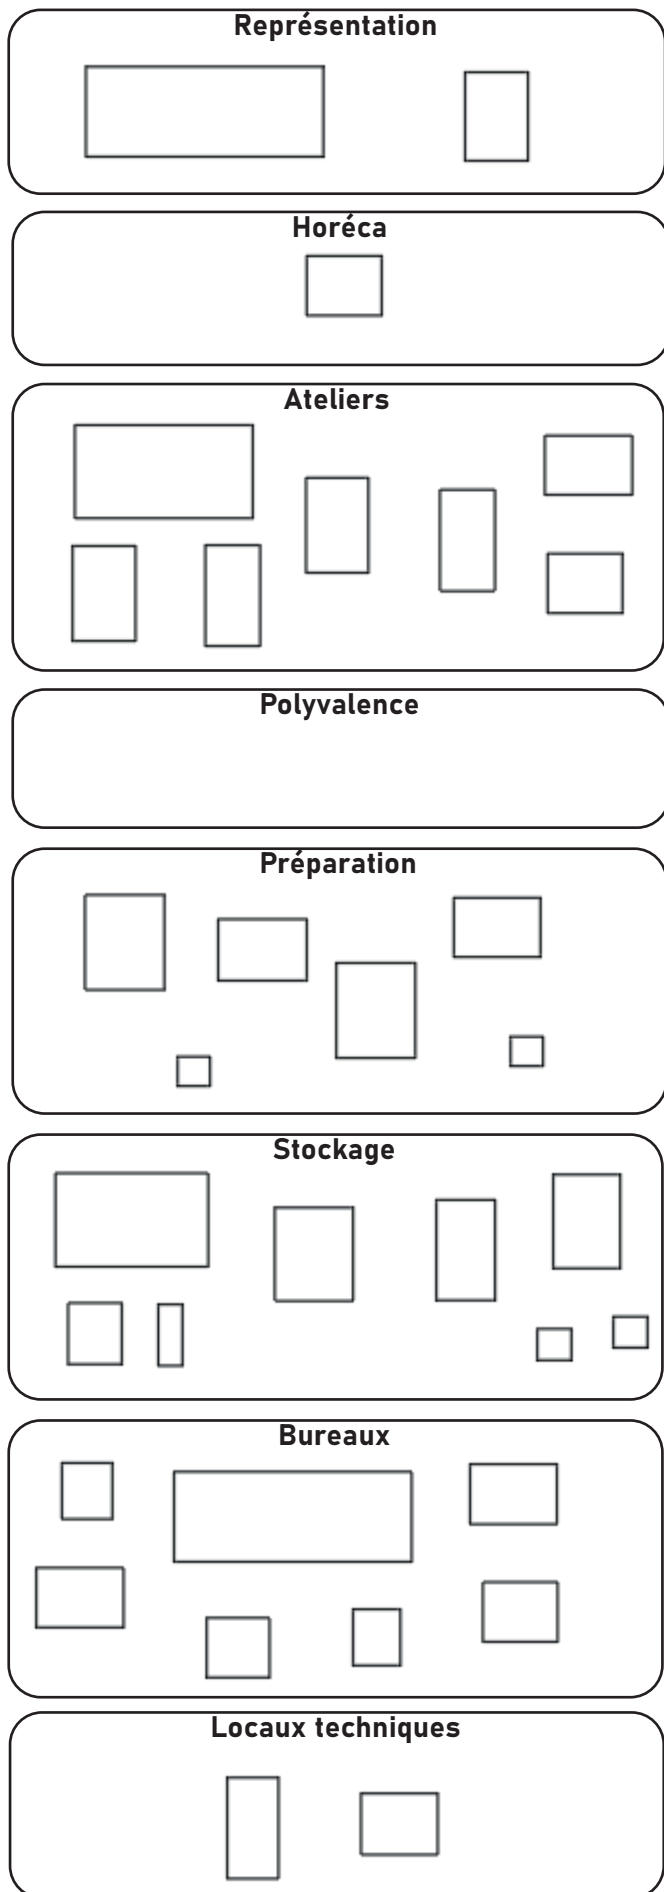 Représentation
Horéca
Ateliers
Polyvalence
Préparation
Stockage
Bureaux
Locaux techniques